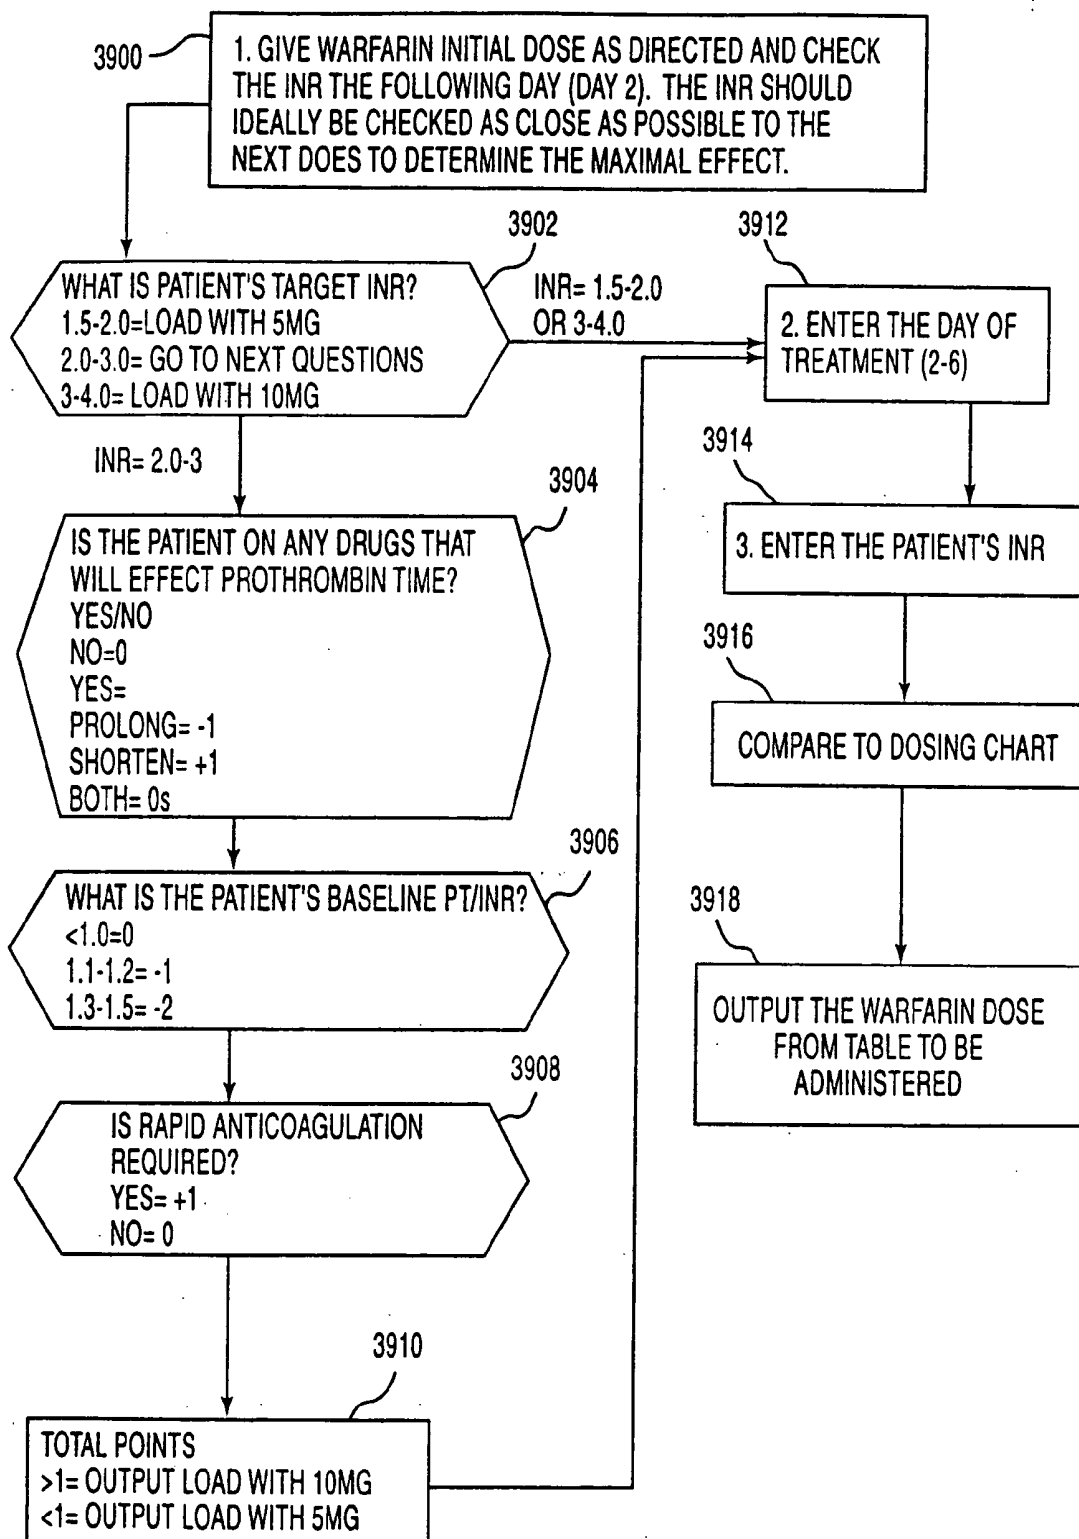 3900
1. GIVE WARFARIN INITIAL DOSE AS DIRECTED AND CHECK
THE INR THE FOLLOWING DAY (DAY 2). THE INR SHOULD
IDEALLY BE CHECKED AS CLOSE AS POSSIBLE TO THE
NEXT DOES TO DETERMINE THE MAXIMAL EFFECT.
3902
WHAT IS PATIENT'S TARGET INR?
1.5-2.0=LOAD WITH 5MG
2.0-3.0= GO TO NEXT QUESTIONS
3-4.0= LOAD WITH 10MG
INR= 1.5-2.0
OR 3-4.0
INR= 2.0-3
3904
IS THE PATIENT ON ANY DRUGS THAT
WILL EFFECT PROTHROMBIN TIME?
YES/NO
NO=0
YES=
PROLONG= -1
SHORTEN= +1
BOTH= 0s
3906
WHAT IS THE PATIENT'S BASELINE PT/INR?
<1.0=0
1.1-1.2= -1
1.3-1.5= -2
3908
IS RAPID ANTICOAGULATION
REQUIRED?
YES= +1
NO= 0
3910
TOTAL POINTS
>1= OUTPUT LOAD WITH 10MG
<1= OUTPUT LOAD WITH 5MG
3912
2. ENTER THE DAY OF
TREATMENT (2-6)
3914
3. ENTER THE PATIENT'S INR
3916
COMPARE TO DOSING CHART
3918
OUTPUT THE WARFARIN DOSE
FROM TABLE TO BE
ADMINISTERED